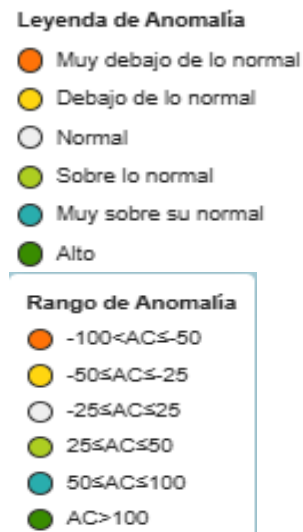 Leyenda de Anomalía
Muy debajo de lo normal
Debajo de lo normal
Normal
Sobre lo normal
Muy sobre su normal
Alto
Rango de Anomalía
-100<AC≤-50
-50≤AC≤-25
-25≤AC≤25
25≤AC≤50
50≤AC≤100
AC>100